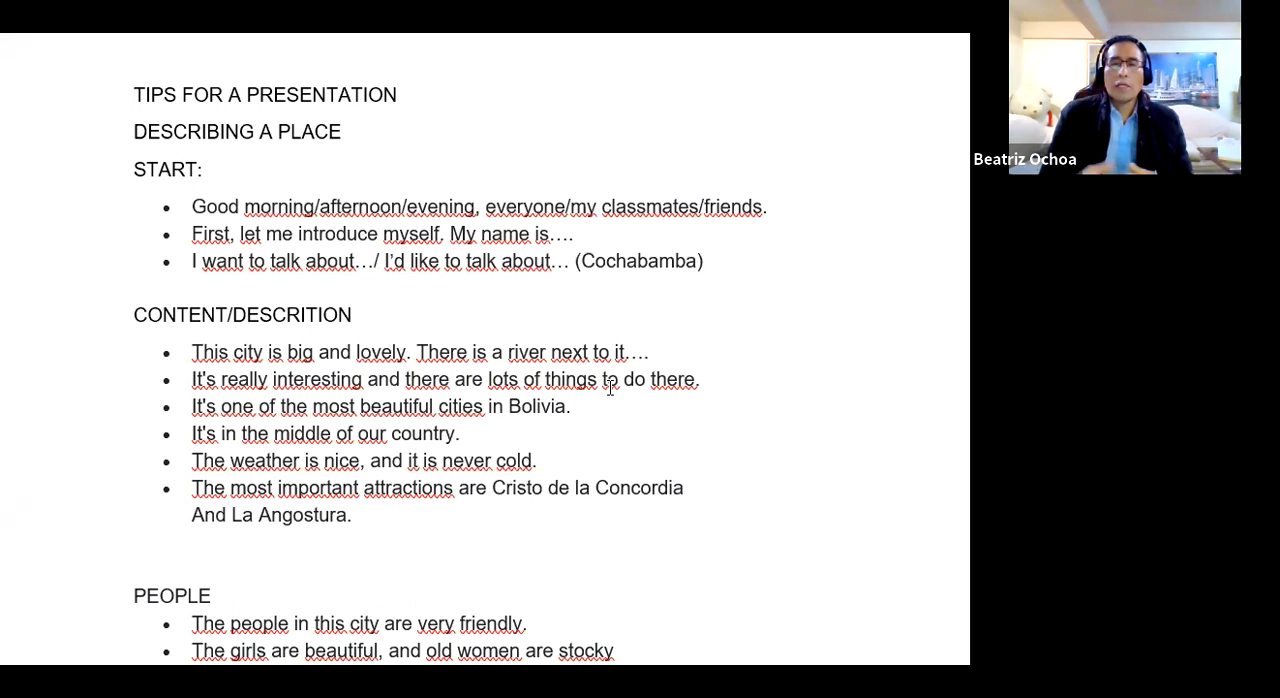 TIPS FOR A PRESENTATION
DESCRIBING A PLACE
START:
• Good morning/afternoon/evening, everyone/my classmates/friends.
• First, let me introduce myself. My name is….
• I want to talk about…/ I’d like to talk about… (Cochabamba)
CONTENT/DESCRITION
• This city is big and lovely. There is a river next to it….
• It's really interesting and there are lots of things to do there.
• It's one of the most beautiful cities in Bolivia.
• It's in the middle of our country.
• The weather is nice, and it is never cold.
• The most important attractions are Cristo de la Concordia
And La Angostura.
PEOPLE
• The people in this city are very friendly.
• The girls are beautiful, and old women are stocky
Beatriz Ochoa